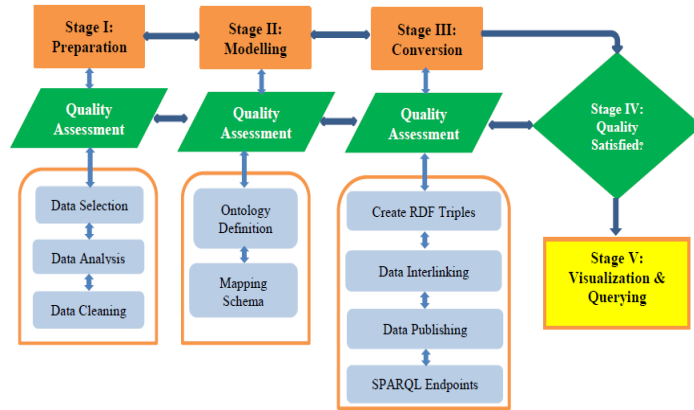 Stage I:
Preparation
Stage II:
Modelling
Stage III:
Conversion
Quality
Assessment
Quality
Assessment
Quality
Assessment
Stage IV:
Quality
Satisfied?
Data Selection
Data Analysis
Data Cleaning
Ontology
Definition
Mapping
Schema
Create RDF Triples
Data Interlinking
Data Publishing
SPARQL Endpoints
Stage V:
Visualization &
Querying